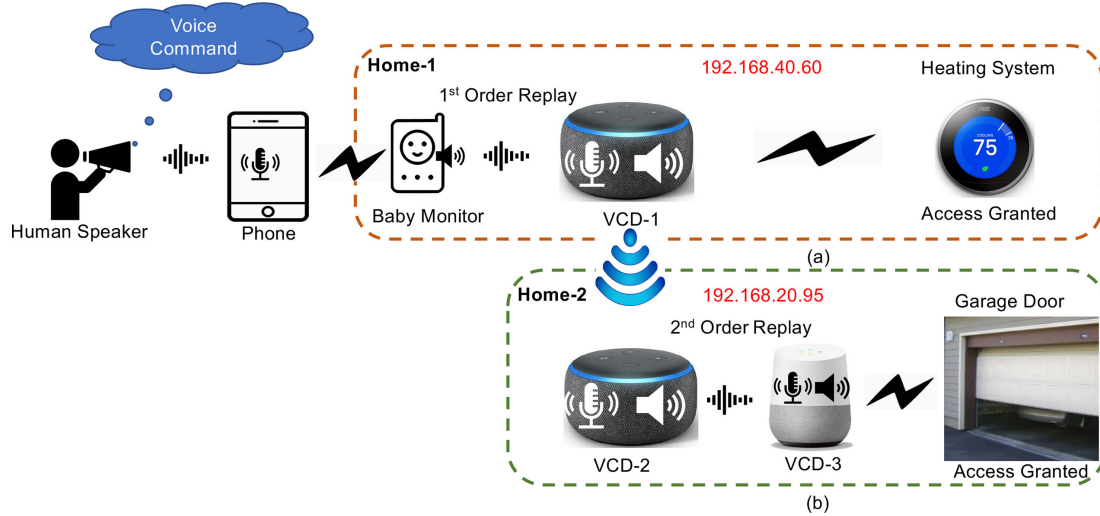 Voice
Command
Home-1
192.168.40.60
Heating System
1st Order Replay
nest
COOLING
75
Human Speaker
Phone
Baby Monitor
VCD-1
Access Granted
(a)
Home-2
192.168.20.95
Garage Door
2nd Order Replay
VCD-2
VCD-3
Access Granted
(b)